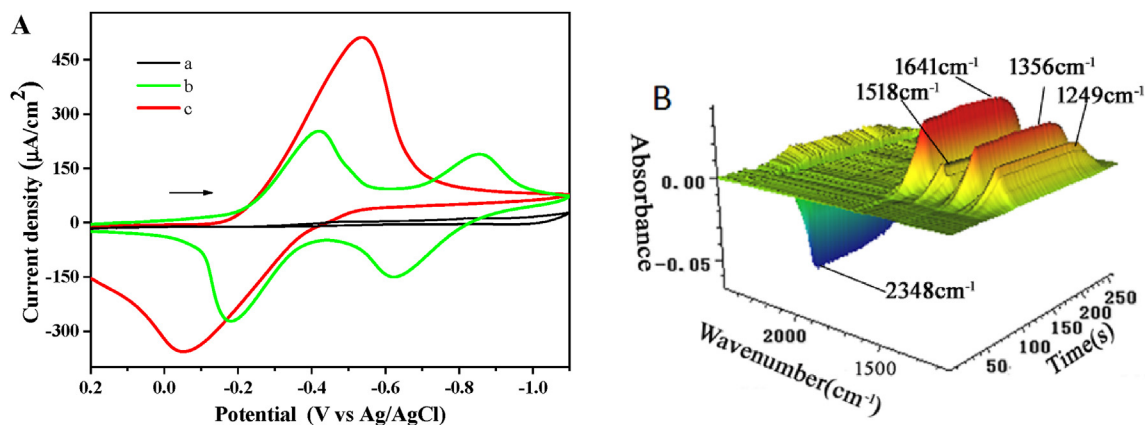 A
Current density (μA/cm²)
450
300
150
0
-150
-300
a
b
c
0.2
0.0
-0.2
-0.4
-0.6
-0.8
-1.0
Potential (V vs Ag/AgCl)
B
Absorbance
0.00
-0.05
1641cm⁻¹
1356cm⁻¹
1518cm⁻¹
1249cm⁻¹
2348cm⁻¹
2000
1500
Wavenumber(cm⁻¹)
50
100
150
200
250
Time(s)